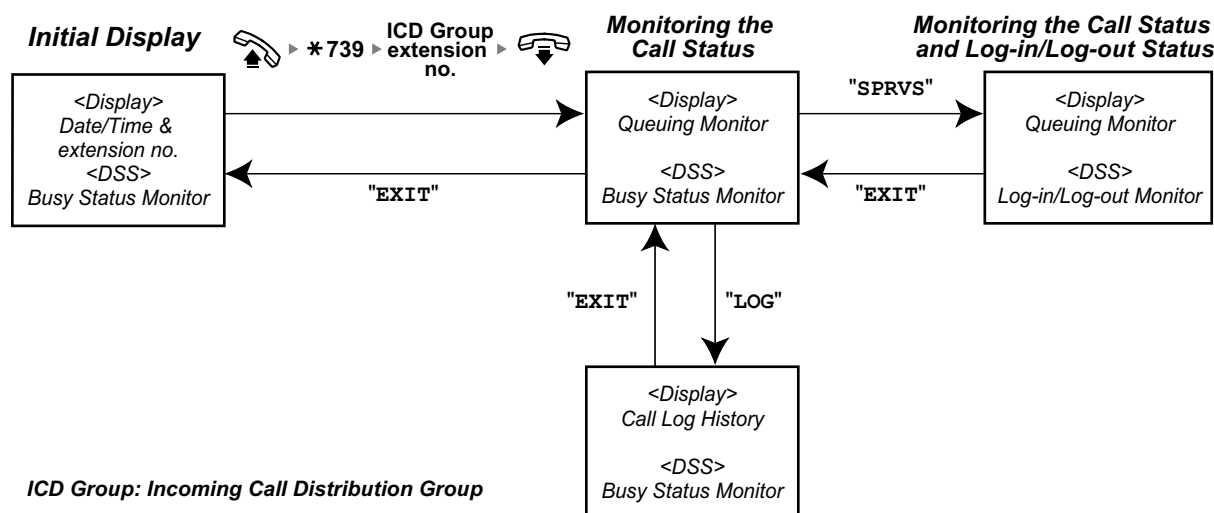 Initial Display
✱739
ICD Group
extension
no.
Monitoring the
Call Status
Monitoring the Call Status
and Log-in/Log-out Status
<Display>
Date/Time &
extension no.
<DSS>
Busy Status Monitor
"EXIT"
<Display>
Queuing Monitor
<DSS>
Busy Status Monitor
"SPRVS"
"EXIT"
<Display>
Queuing Monitor
<DSS>
Log-in/Log-out Monitor
"EXIT"
"LOG"
<Display>
Call Log History
<DSS>
Busy Status Monitor
ICD Group: Incoming Call Distribution Group